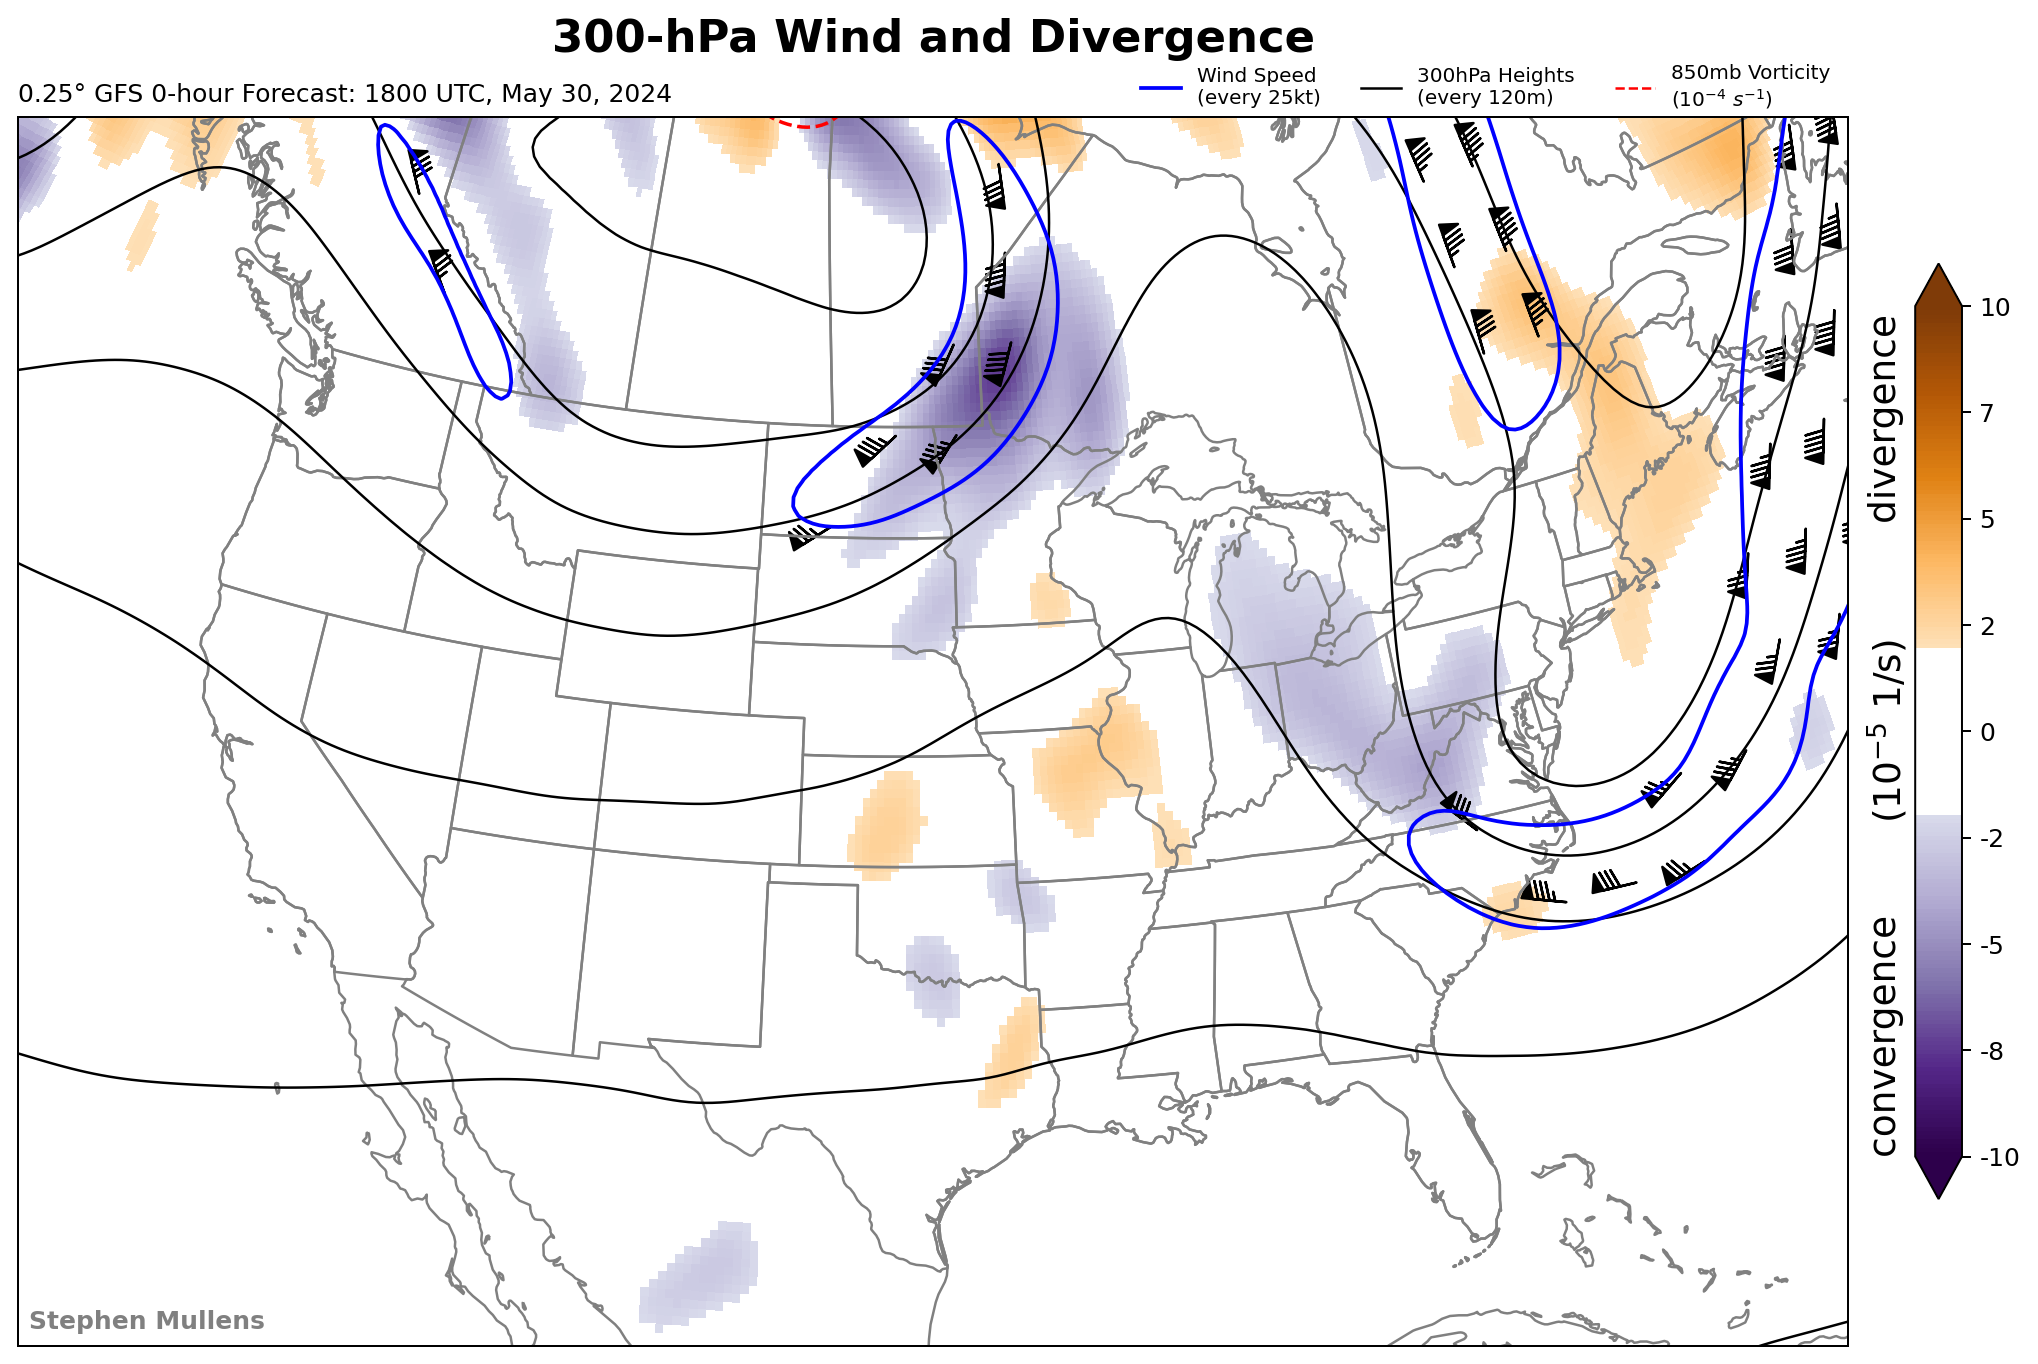 300-hPa Wind and Divergence
0.25° GFS 0-hour Forecast: 1800 UTC, May 30, 2024
Wind Speed
(every 25kt)
300hPa Heights
(every 120m)
850mb Vorticity
(10⁻⁴ s⁻¹)
10
7
5
2
0
-2
-5
-8
-10
convergence (10⁻⁵ 1/s) divergence
Stephen Mullens